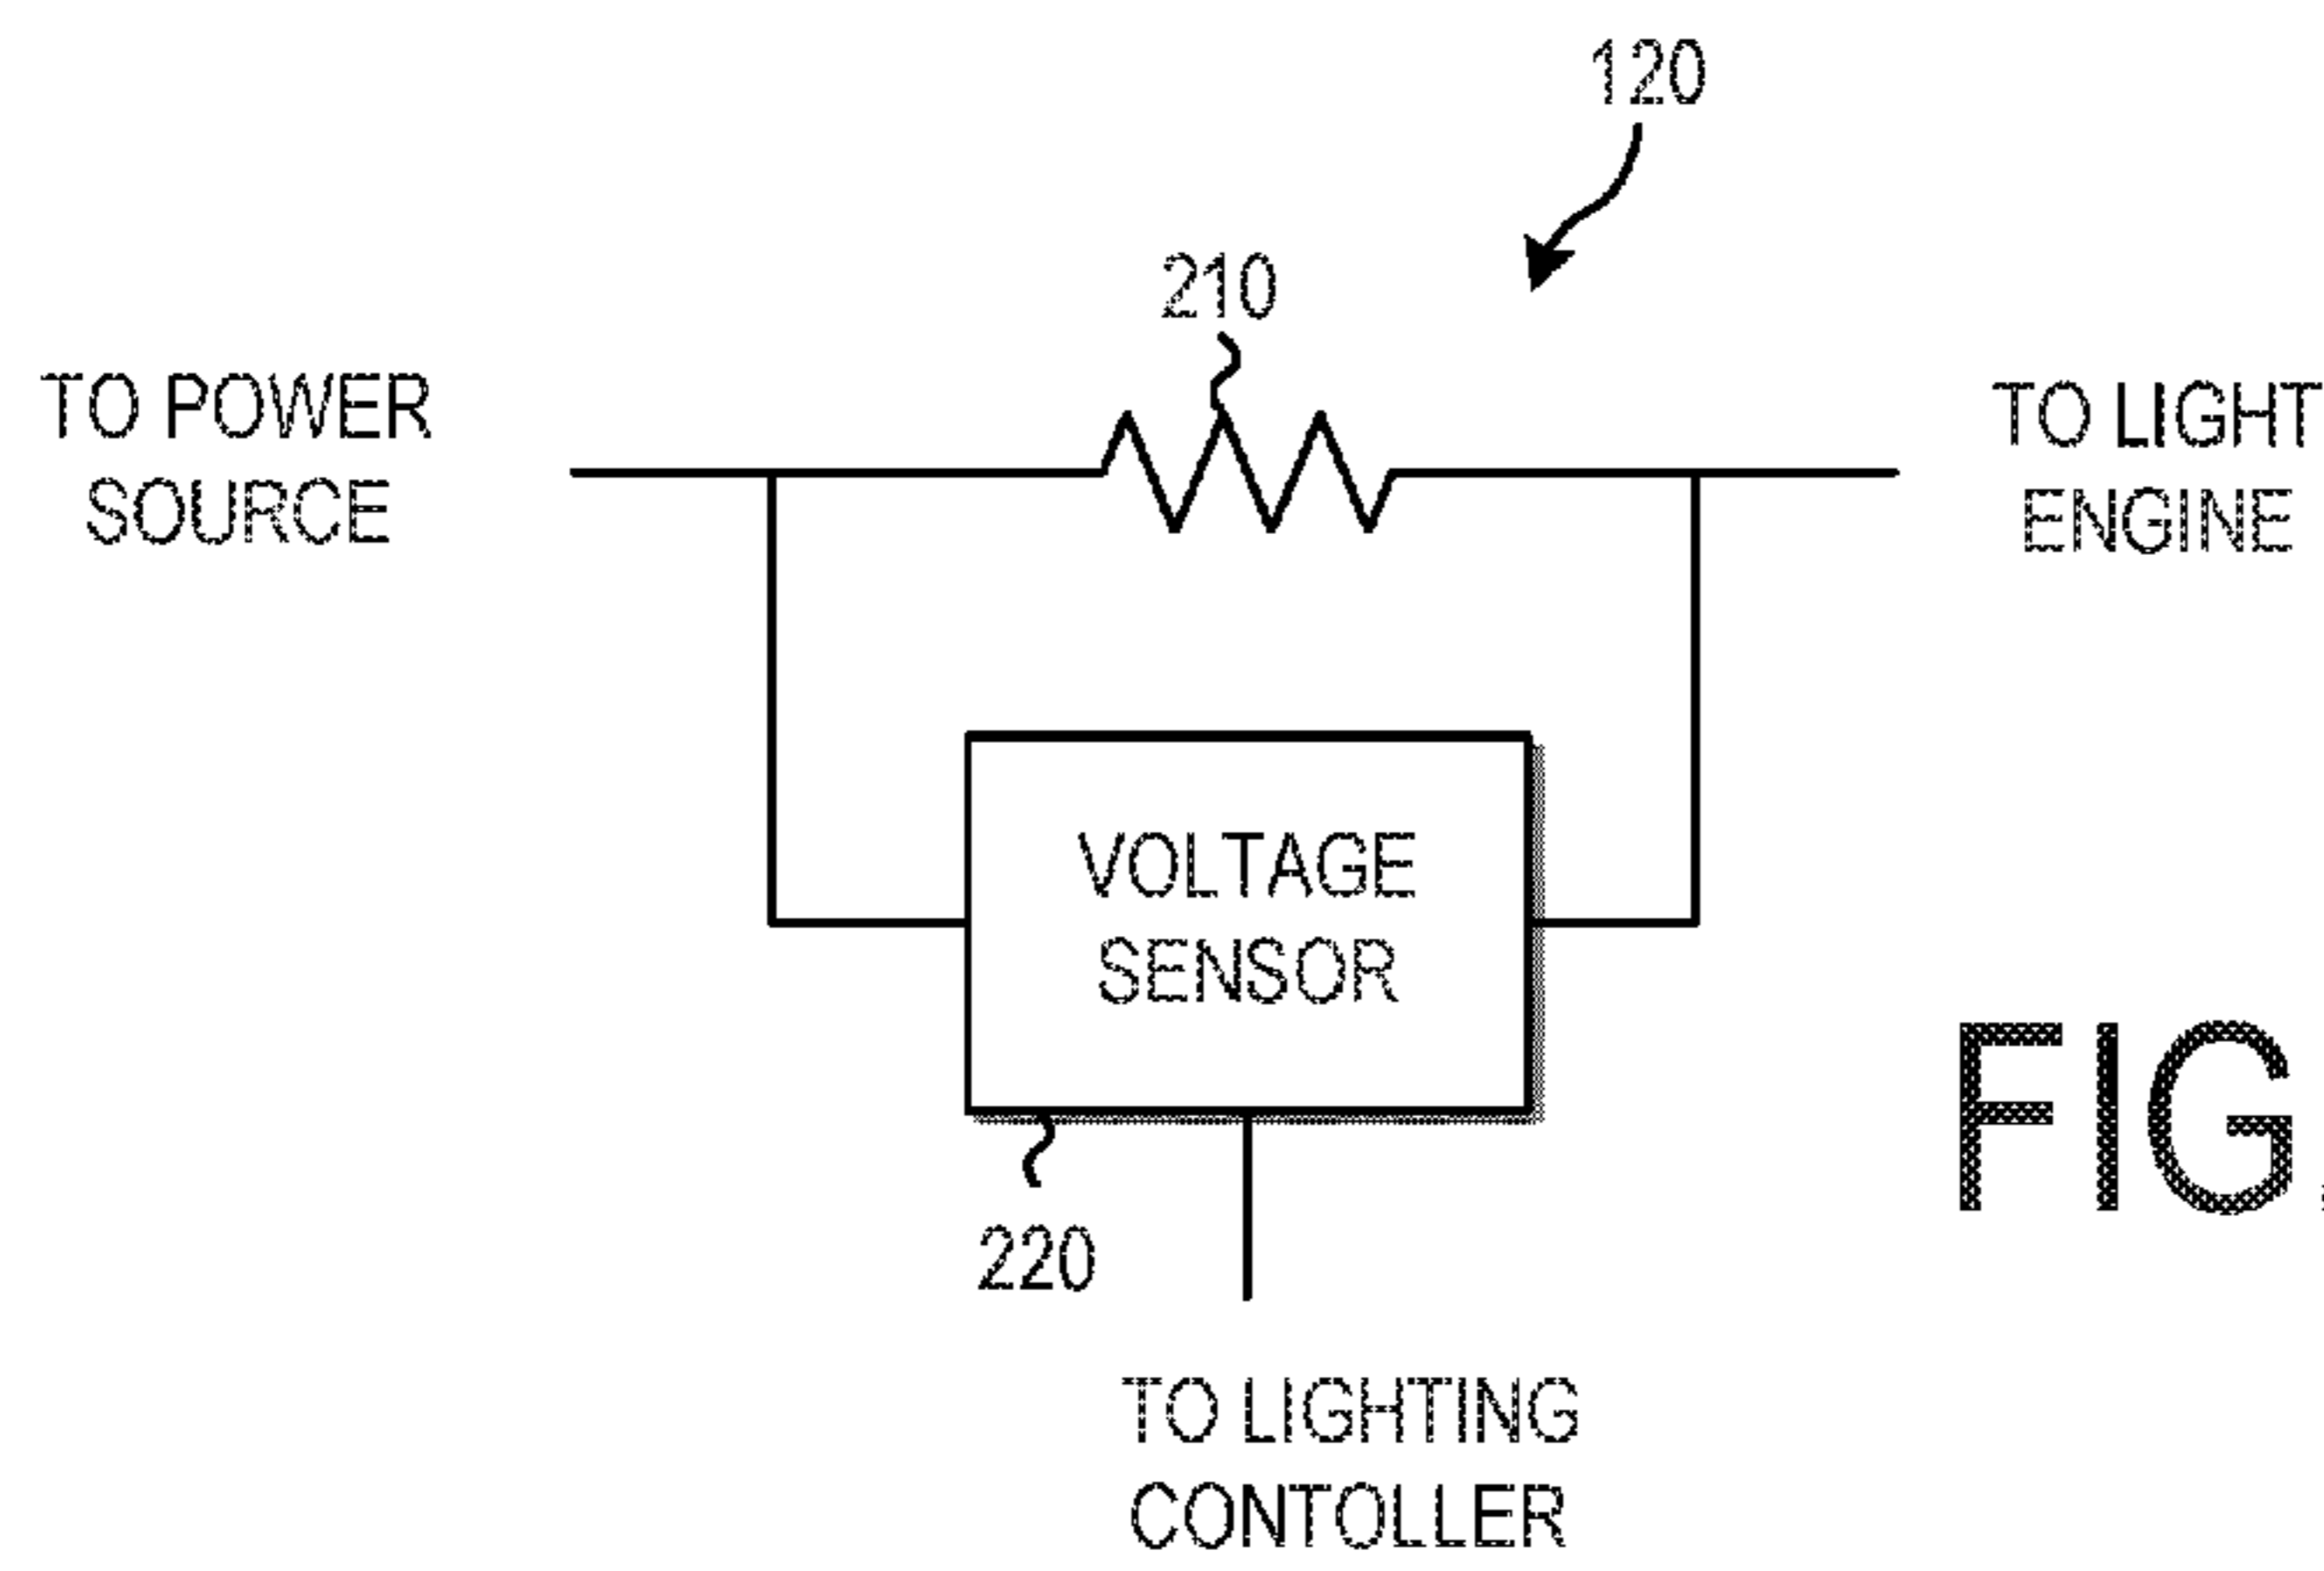 120
210
TO POWER
SOURCE
TO LIGHT
ENGINE
VOLTAGE
SENSOR
FIG.
220
TO LIGHTING
CONTOLLER